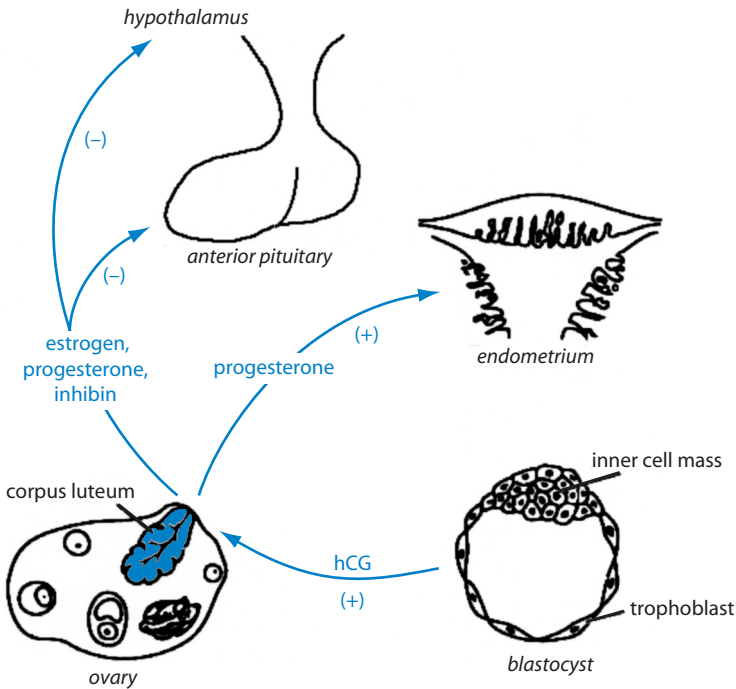 hypothalamus
(–)
anterior pituitary
(–)
estrogen,
progesterone,
inhibin
progesterone
(+)
endometrium
corpus luteum
inner cell mass
hCG
(+)
trophoblast
blastocyst
ovary